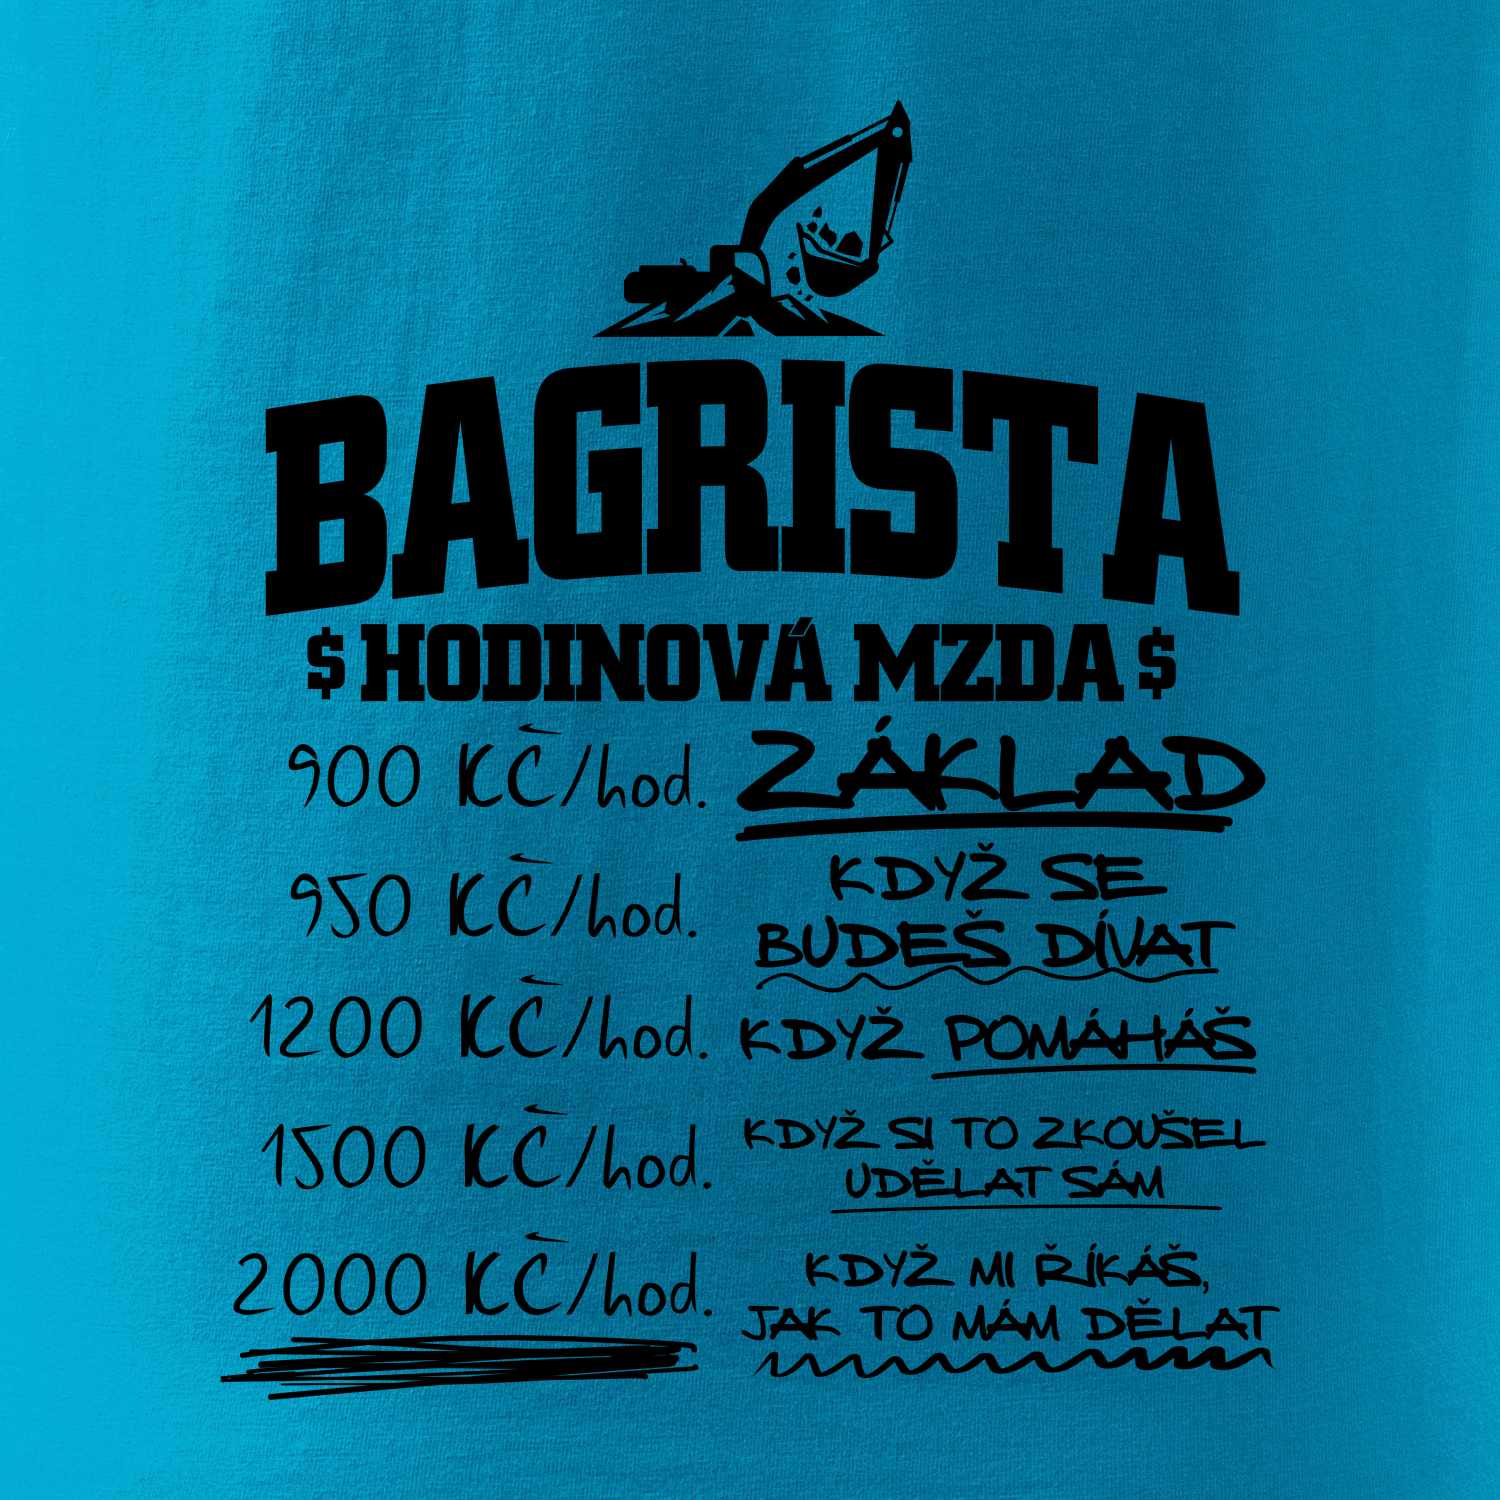 BAGRISTA
$ HODINOVÁ MZDA $
900 KČ/hod. ZÁKLAD
950 KČ/hod. KDYŽ SE
BUDEŠ DÍVAT
1200 KČ/hod. KDYŽ POMÁHÁŠ
1500 KČ/hod. KDYŽ SI TO ZKOUŠEL
UDĚLAT SÁM
2000 KČ/hod. KDYŽ MI ŘÍKÁŠ,
JAK TO MÁM DĚLAT